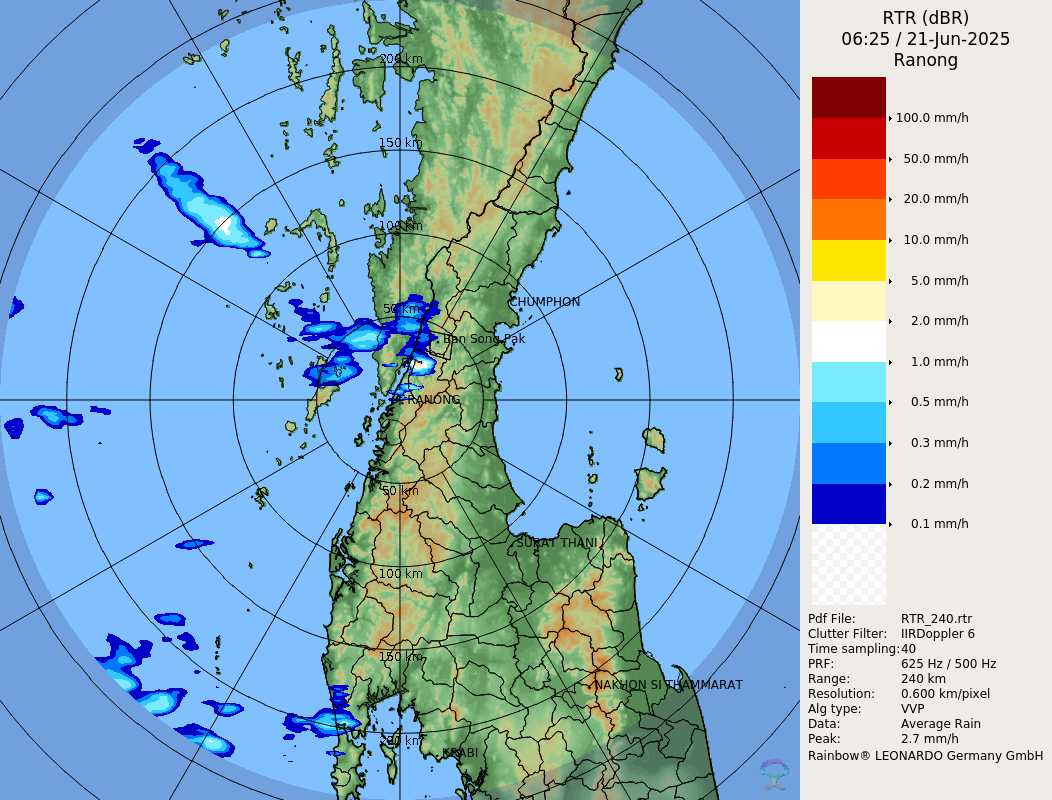 RTR (dBR)
06:25 / 21-Jun-2025
Ranong
100.0 mm/h
50.0 mm/h
20.0 mm/h
10.0 mm/h
5.0 mm/h
2.0 mm/h
1.0 mm/h
0.5 mm/h
0.3 mm/h
0.2 mm/h
0.1 mm/h
Pdf File: RTR_240.rtr
Clutter Filter: IIRDoppler 6
Time sampling:40
PRF: 625 Hz / 500 Hz
Range: 240 km
Resolution: 0.600 km/pixel
Alg type: VVP
Data: Average Rain
Peak: 2.7 mm/h
Rainbow® LEONARDO Germany GmbH
200 km
150 km
100 km
50 km
CHUMPHON
Ban Song Pak
RANONG
50 km
SURAT THANI
100 km
150 km
NAKHON SI THAMMARAT
200 km
KRABI